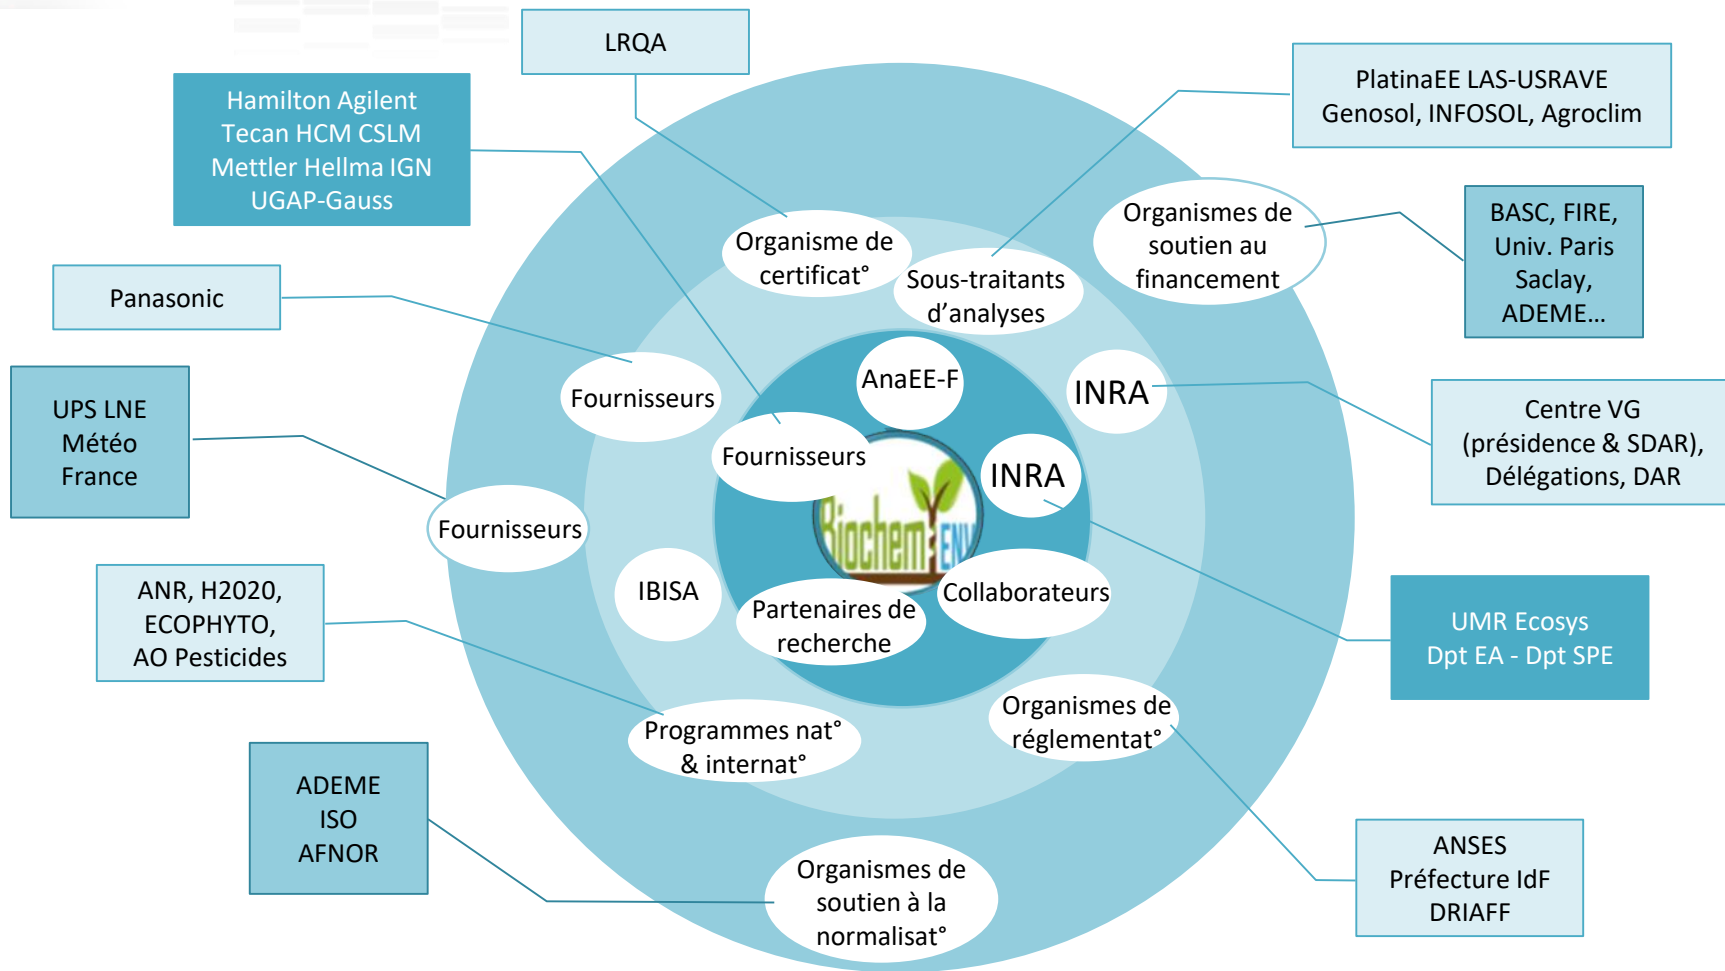 LRQA
Hamilton Agilent
Tecan HCM CSLM
Mettler Hellma IGN
UGAP-Gauss
PlatinaEE LAS-USRAVE
Genosol, INFOSOL, Agroclim
Organismes de
soutien au
financement
BASC, FIRE,
Univ. Paris
Saclay,
ADEME…
Organisme de
certificat°
Sous-traitants
d’analyses
Panasonic
Fournisseurs
AnaEE-F
INRA
Centre VG
(présidence & SDAR),
Délégations, DAR
UPS LNE
Météo
France
Fournisseurs
INRA
Fournisseurs
Biochem
ENV
IBISA
Partenaires de
recherche
Collaborateurs
ANR, H2020,
ECOPHYTO,
AO Pesticides
UMR Ecosys
Dpt EA - Dpt SPE
Programmes nat°
& internat°
Organismes de
réglementat°
ADEME
ISO
AFNOR
Organismes de
soutien à la
normalisat°
ANSES
Préfecture IdF
DRIAFF